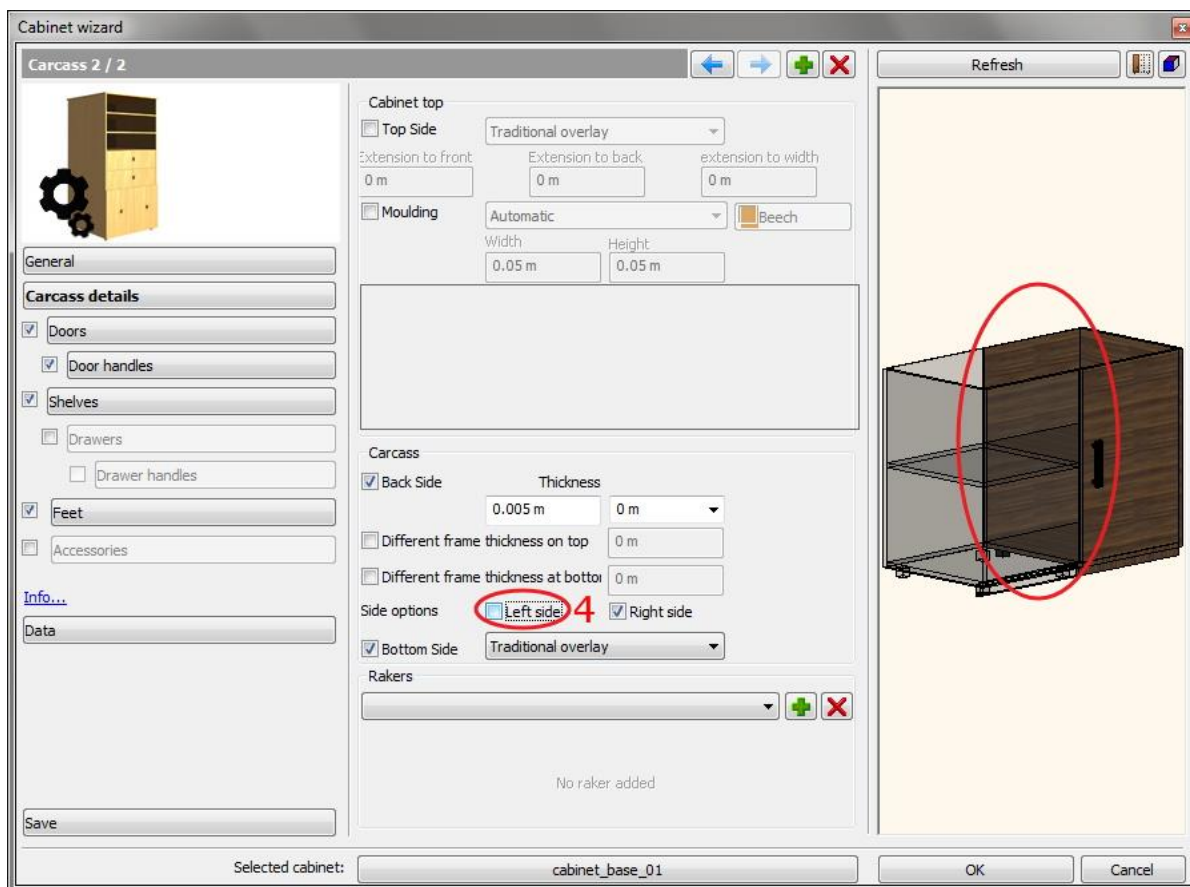 Cabinet wizard
x
Carcass 2 / 2
Refresh
Cabinet top
Top Side
Traditional overlay
Extension to front
Extension to back
extension to width
0 m
0 m
0 m
Moulding
Automatic
Beech
Width
Height
0.05 m
0.05 m
General
Carcass details
Doors
Door handles
Shelves
Drawers
Drawer handles
Feet
Accessories
Info...
Data
Save
Carcass
Back Side
Thickness
0.005 m
0 m
Different frame thickness on top
0 m
Different frame thickness at bottor
0 m
Side options
Left side
4
Right side
Bottom Side
Traditional overlay
Rakers
No raker added
Selected cabinet:
cabinet_base_01
OK
Cancel